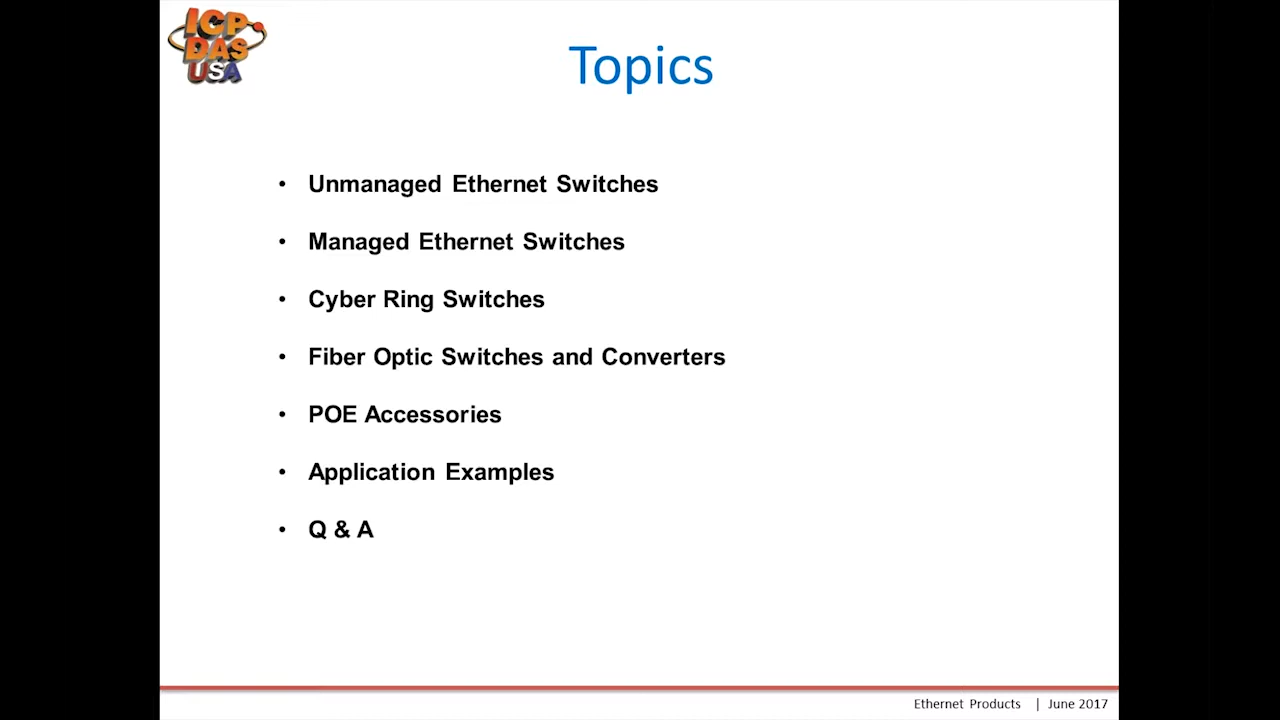 ICP
DAS
USA
Topics
• Unmanaged Ethernet Switches
• Managed Ethernet Switches
• Cyber Ring Switches
• Fiber Optic Switches and Converters
• POE Accessories
• Application Examples
• Q & A
Ethernet Products | June 2017